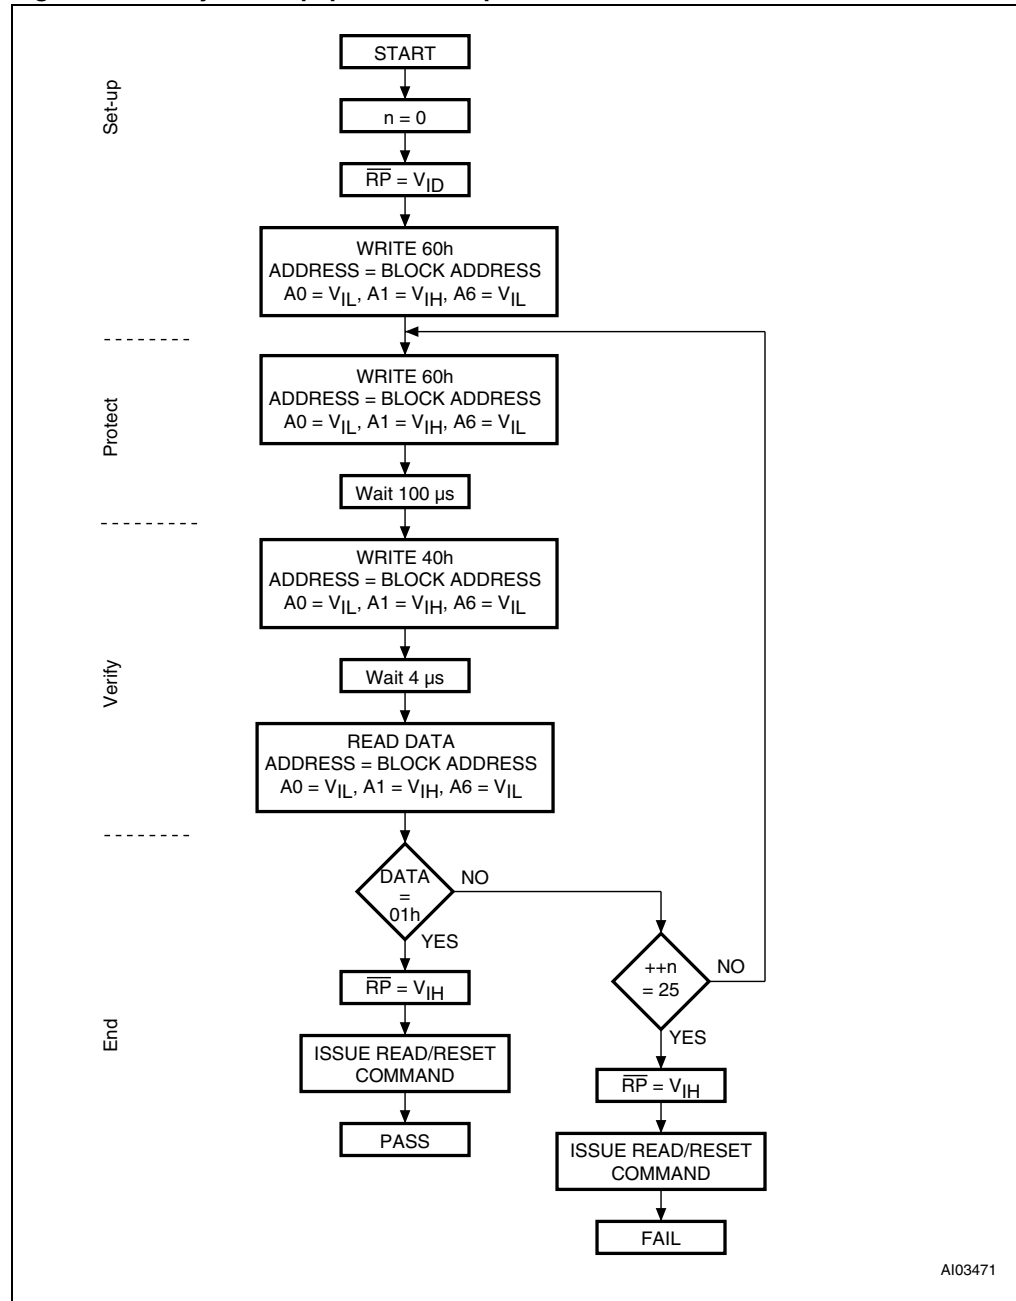 Set-up
START
n = 0
RP = VID
WRITE 60h
ADDRESS = BLOCK ADDRESS
A0 = VIL, A1 = VIH, A6 = VIL
Protect
WRITE 60h
ADDRESS = BLOCK ADDRESS
A0 = VIL, A1 = VIH, A6 = VIL
Wait 100 µs
Verify
WRITE 40h
ADDRESS = BLOCK ADDRESS
A0 = VIL, A1 = VIH, A6 = VIL
Wait 4 µs
READ DATA
ADDRESS = BLOCK ADDRESS
A0 = VIL, A1 = VIH, A6 = VIL
End
DATA
=
01h
NO
YES
++n
= 25
NO
YES
RP = VIH
ISSUE READ/RESET
COMMAND
PASS
RP = VIH
ISSUE READ/RESET
COMMAND
FAIL
AI03471